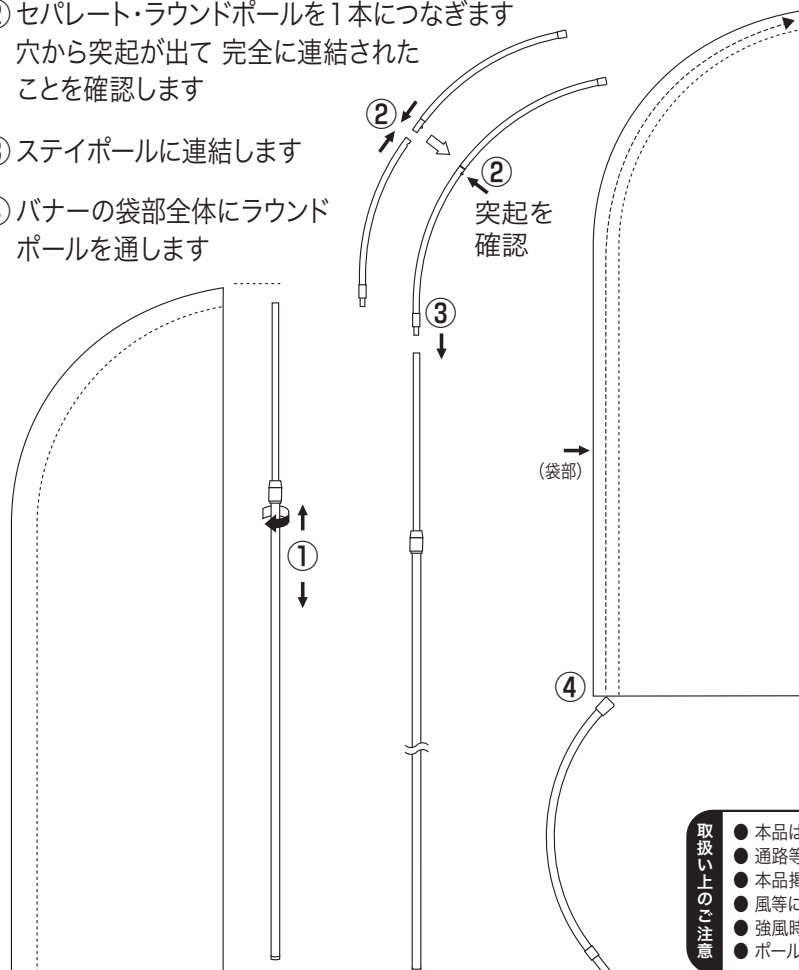 ② セパレート・ラウンドポールを1本につなぎます
穴から突起が出て 完全に連結された
ことを確認します
③ ステイポールに連結します
④ バナーの袋部全体にラウンド
ポールを通します
②
②
突起を
確認
③
①
(袋部)
④
取扱い上のご注意
● 本品は
● 通路等
● 本品掲
● 風等に
● 強風時
● ポール